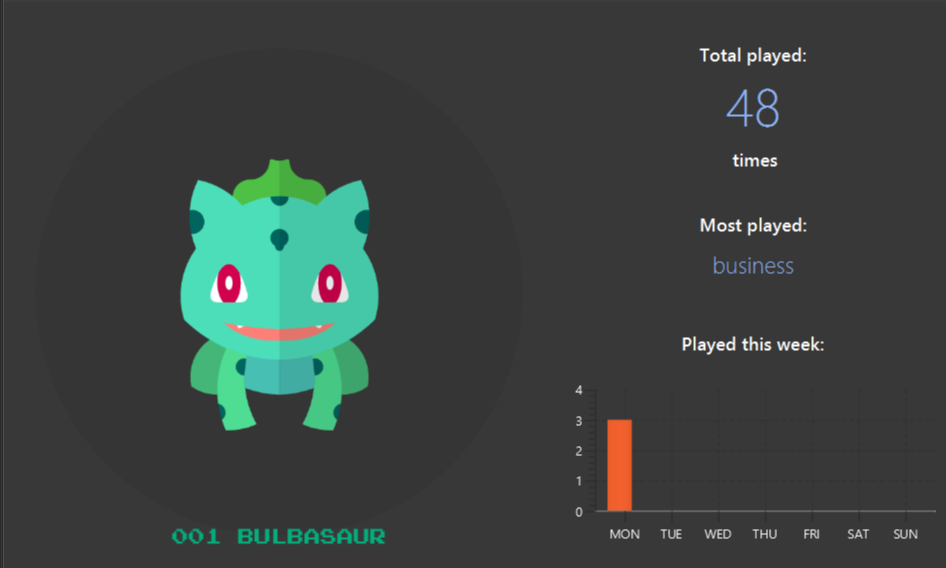 Total played:
48
times
Most played:
business
Played this week:
4
3
2
1
0
MON TUE WED THU FRI SAT SUN
001 BULBASAUR